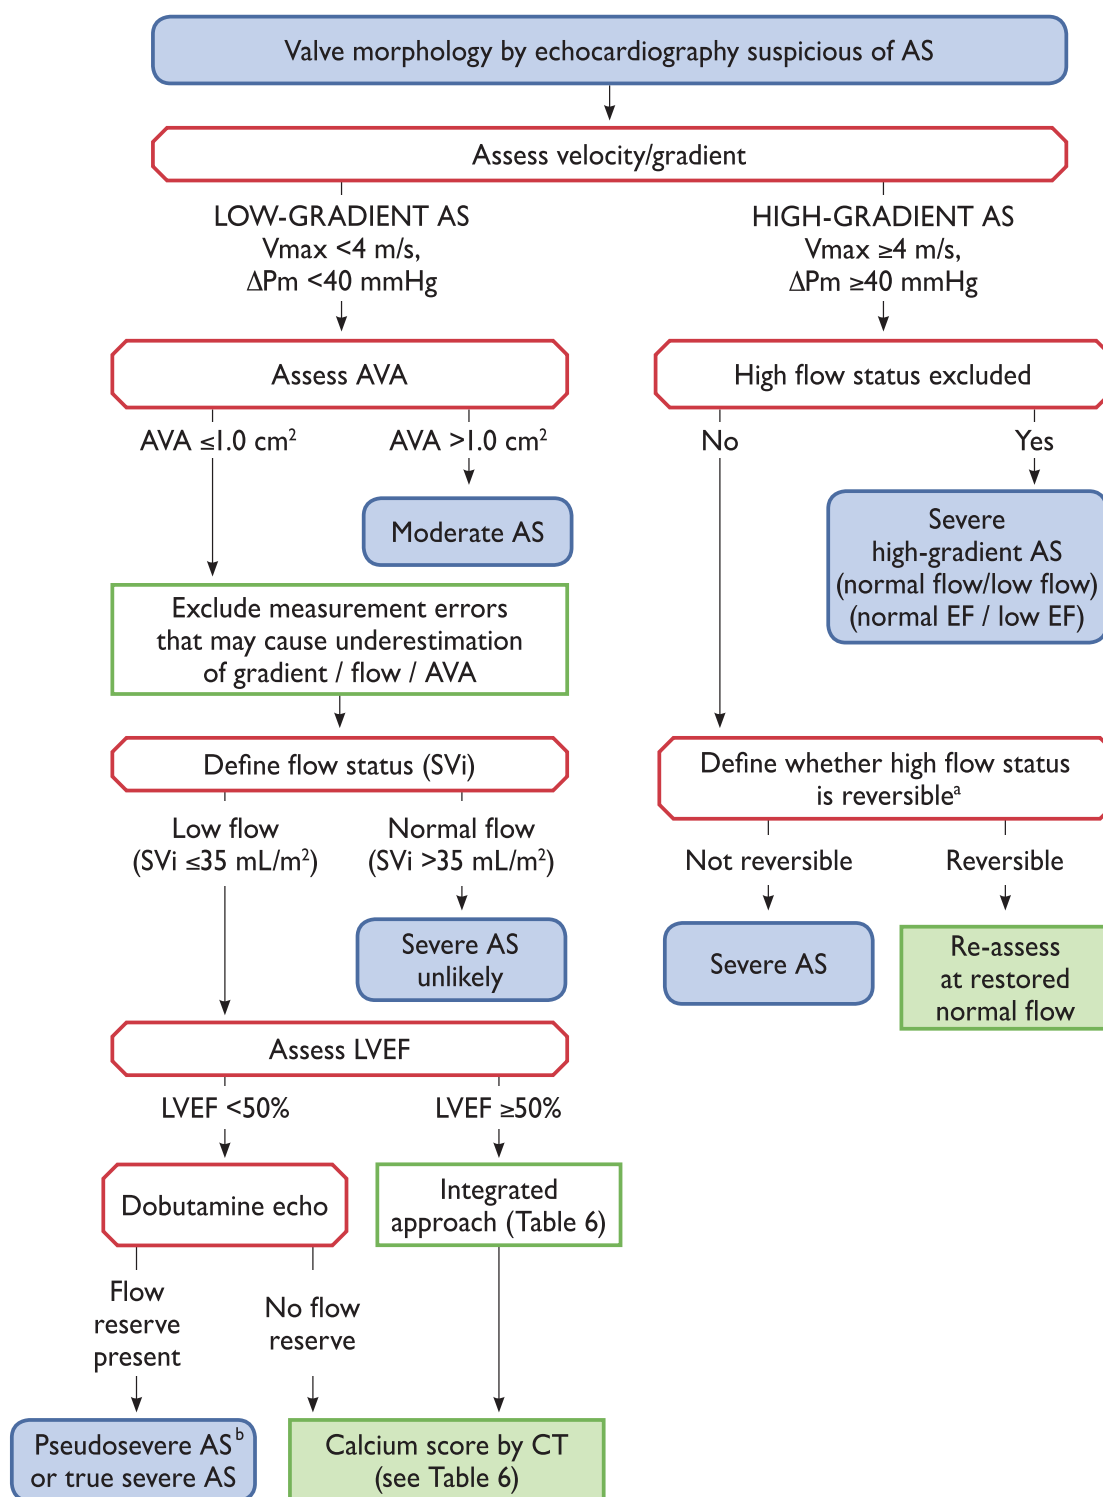 Valve morphology by echocardiography suspicious of AS
Assess velocity/gradient
LOW-GRADIENT AS
Vmax <4 m/s,
ΔPm <40 mmHg
HIGH-GRADIENT AS
Vmax ≥4 m/s,
ΔPm ≥40 mmHg
Assess AVA
High flow status excluded
AVA ≤1.0 cm²
AVA >1.0 cm²
No
Yes
Moderate AS
Severe
high-gradient AS
(normal flow/low flow)
(normal EF / low EF)
Exclude measurement errors
that may cause underestimation
of gradient / flow / AVA
Define flow status (SVi)
Define whether high flow status
is reversibleᵃ
Low flow
(SVi ≤35 mL/m²)
Normal flow
(SVi >35 mL/m²)
Not reversible
Reversible
Severe AS
unlikely
Severe AS
Re-assess
at restored
normal flow
Assess LVEF
LVEF <50%
LVEF ≥50%
Dobutamine echo
Integrated
approach (Table 6)
Flow
reserve
present
No flow
reserve
Pseudosevere ASᵇ
or true severe AS
Calcium score by CT
(see Table 6)